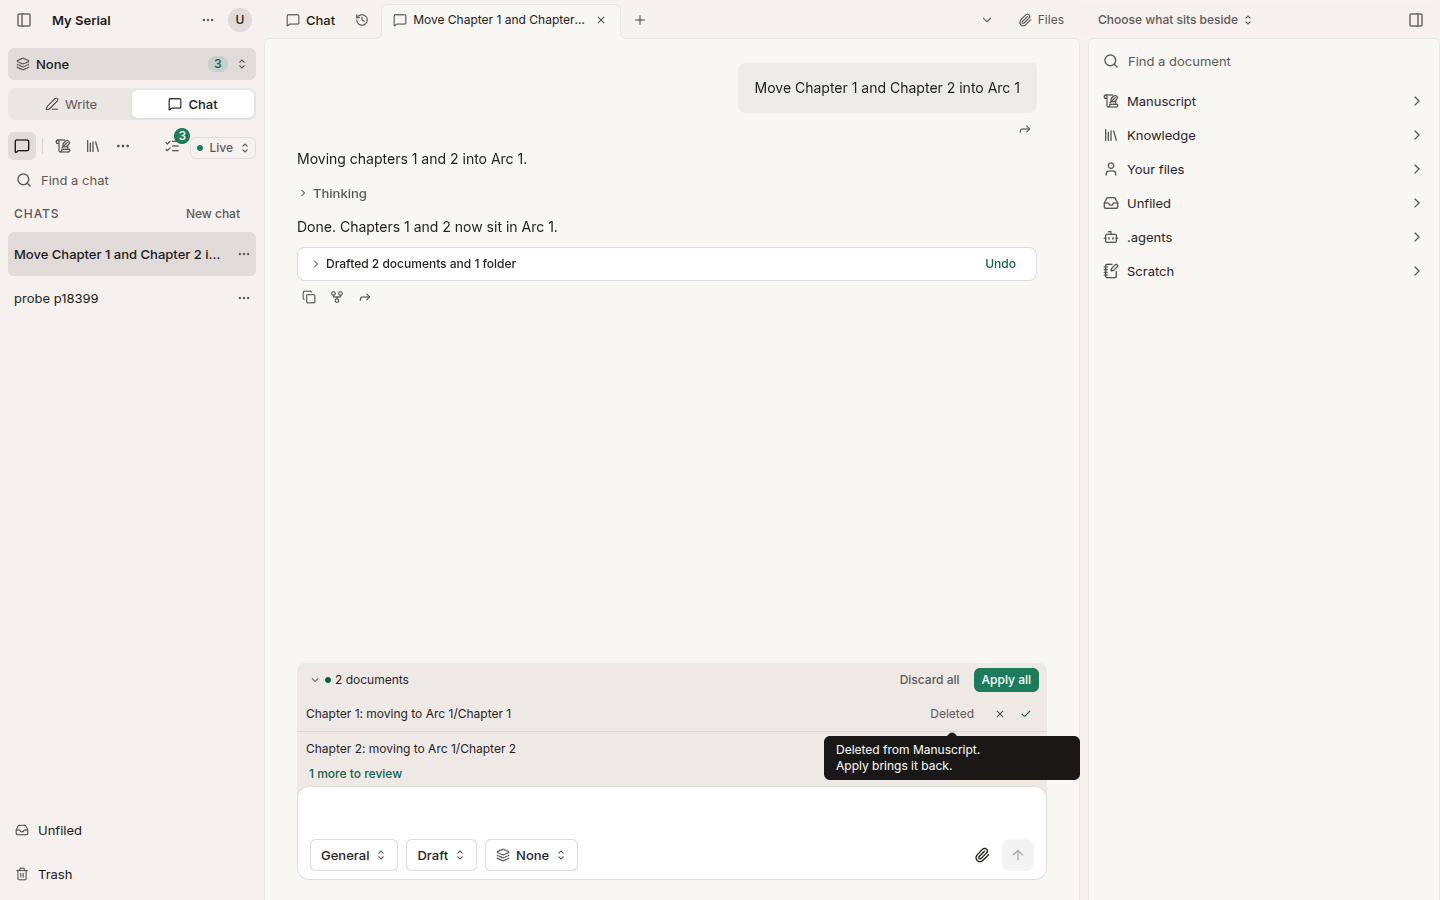 My Serial
U
None
3
Write
Chat
3
Live
Find a chat
CHATS
New chat
Move Chapter 1 and Chapter 2 i...
probe p18399
Unfiled
Trash
Chat
Move Chapter 1 and Chapter...
Files
Move Chapter 1 and Chapter 2 into Arc 1
Moving chapters 1 and 2 into Arc 1.
Thinking
Done. Chapters 1 and 2 now sit in Arc 1.
Drafted 2 documents and 1 folder
Undo
2 documents
Discard all
Apply all
Chapter 1: moving to Arc 1/Chapter 1
Deleted
Chapter 2: moving to Arc 1/Chapter 2
Deleted from Manuscript.
Apply brings it back.
1 more to review
General
Draft
None
Choose what sits beside
Find a document
Manuscript
Knowledge
Your files
Unfiled
.agents
Scratch